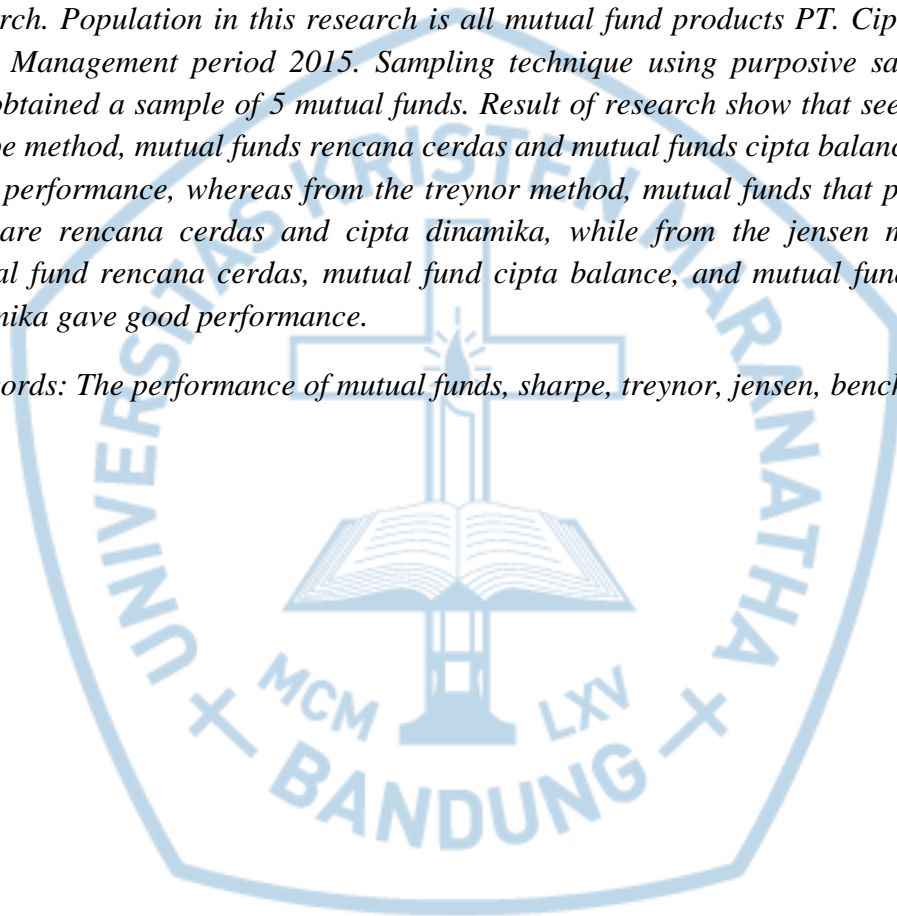 rch. Population in this research is all mutual fund products PT. Cip
Management period 2015. Sampling technique using purposive sa
obtained a sample of 5 mutual funds. Result of research show that see
pe method, mutual funds rencana cerdas and mutual funds cipta balanc
performance, whereas from the treynor method, mutual funds that p
are rencana cerdas and cipta dinamika, while from the jensen m
al fund rencana cerdas, mutual fund cipta balance, and mutual fund
nika gave good performance.
ords: The performance of mutual funds, sharpe, treynor, jensen, bench
UNIVERSITAS KRISTEN MARANATHA
MCM LXV
BANDUNG